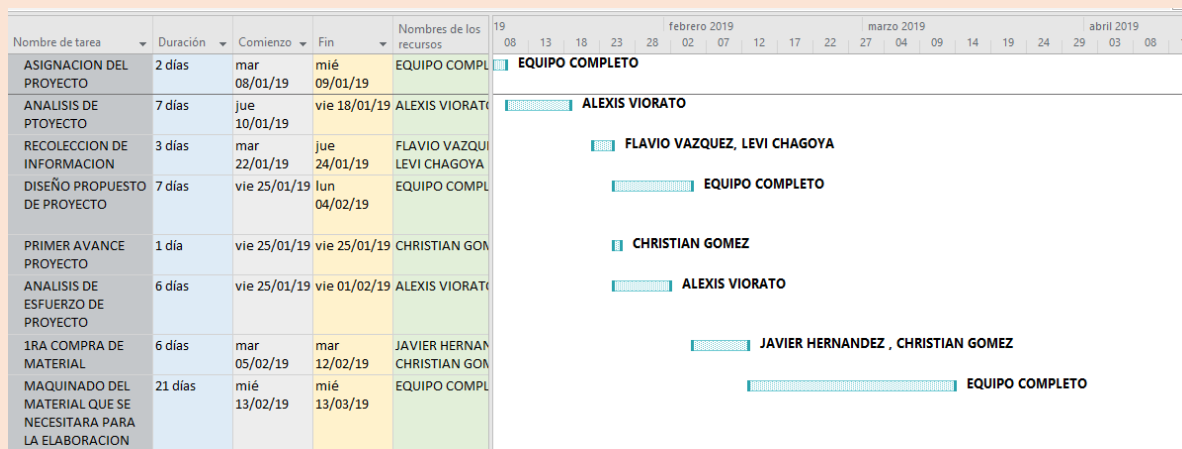 Nombre de tarea Duración Comienzo Fin Nombres de los recursos
19 febrero 2019 marzo 2019 abril 2019
08 13 18 23 28 02 07 12 17 22 27 04 09 14 19 24 29 03 08
ASIGNACION DEL 2 días mar mié EQUIPO COMPL EQUIPO COMPLETO
PROYECTO 08/01/19 09/01/19
ANALISIS DE 7 días jue vie 18/01/19 ALEXIS VIORAT ALEXIS VIORATO
PTOYECTO 10/01/19
RECOLECCION DE 3 días mar jue FLAVIO VAZQU FLAVIO VAZQUEZ, LEVI CHAGOYA
INFORMACION 22/01/19 24/01/19 LEVI CHAGOYA
DISEÑO PROPUESTO 7 días vie 25/01/19 lun EQUIPO COMPL EQUIPO COMPLETO
DE PROYECTO 04/02/19
PRIMER AVANCE 1 día vie 25/01/19 vie 25/01/19 CHRISTIAN GOM CHRISTIAN GOMEZ
PROYECTO
ANALISIS DE 6 días vie 25/01/19 vie 01/02/19 ALEXIS VIORAT ALEXIS VIORATO
ESFUERZO DE
PROYECTO
1RA COMPRA DE 6 días mar mar JAVIER HERNAN JAVIER HERNANDEZ , CHRISTIAN GOMEZ
MATERIAL 05/02/19 12/02/19 CHRISTIAN GOM
MAQUINADO DEL 21 días mié mié EQUIPO COMPL EQUIPO COMPLETO
MATERIAL QUE SE 13/02/19 13/03/19
NECESITARA PARA
LA ELABORACION